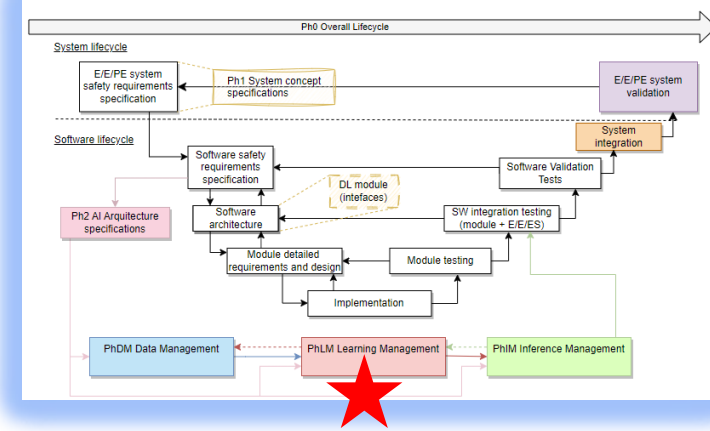 Ph0 Overall Lifecycle
System lifecycle
E/E/PE system
safety requirements
specification
Ph1 System concept
specifications
E/E/PE system
validation
Software lifecycle
System
integration
Software safety
requirements
specification
Software Validation
Tests
DL module
(intefaces)
Ph2 AI Arquitecture
specifications
Software
architecture
SW integration testing
(module + E/E/ES)
Module detailed
requirements and design
Module testing
Implementation
PhDM Data Management
PhLM Learning Management
PhIM Inference Management